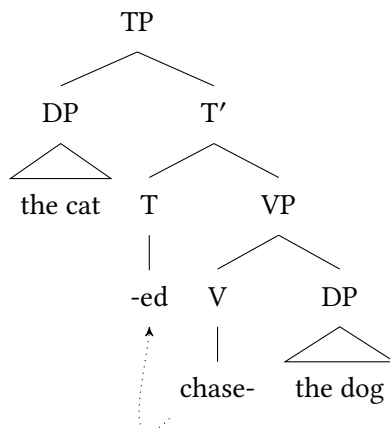 TP
DP T′
the cat T VP
-ed V DP
chase- the dog